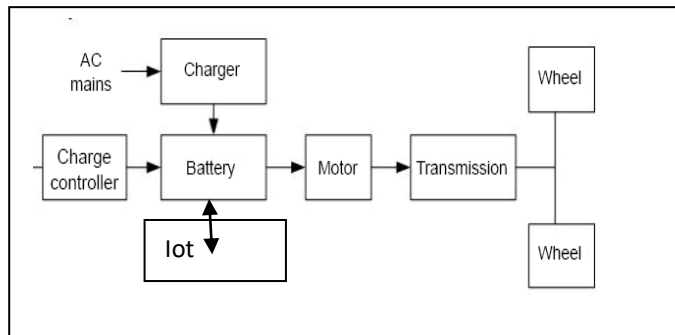 AC
mains
Charger
Wheel
Charge
controller
Battery
Motor
Transmission
Iot
Wheel